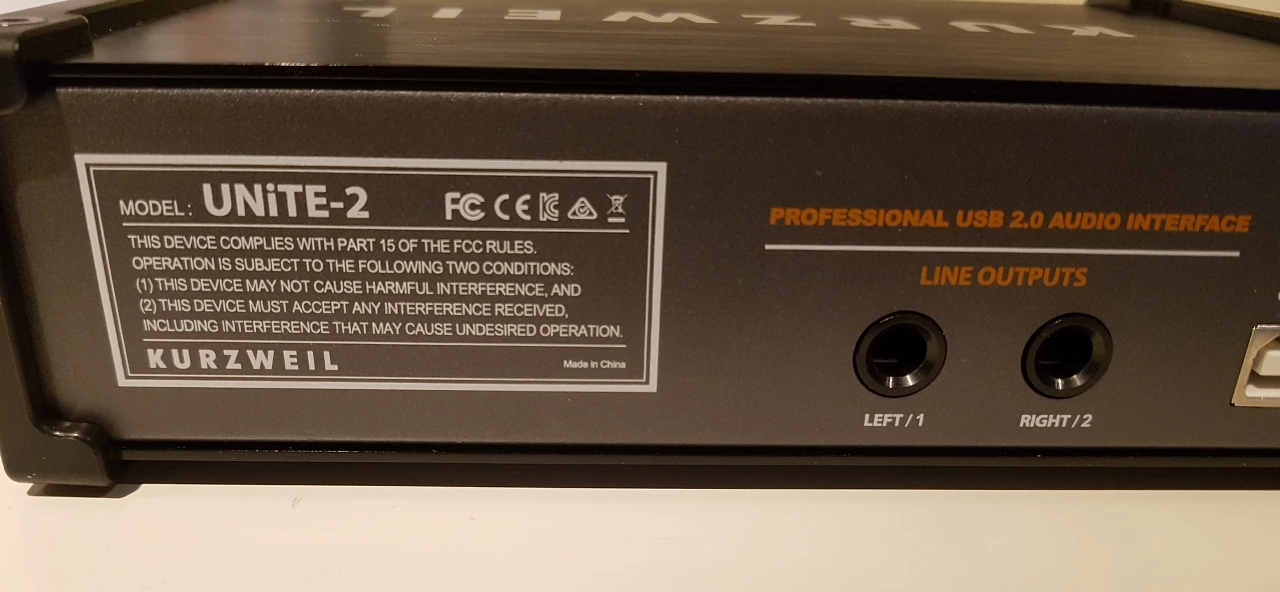 KURZWEIL
MODEL: UNiTE-2
FC CE
THIS DEVICE COMPLIES WITH PART 15 OF THE FCC RULES.
OPERATION IS SUBJECT TO THE FOLLOWING TWO CONDITIONS:
(1) THIS DEVICE MAY NOT CAUSE HARMFUL INTERFERENCE, AND
(2) THIS DEVICE MUST ACCEPT ANY INTERFERENCE RECEIVED,
INCLUDING INTERFERENCE THAT MAY CAUSE UNDESIRED OPERATION.
KURZWEIL
Made in China
PROFESSIONAL USB 2.0 AUDIO INTERFACE
LINE OUTPUTS
LEFT / 1
RIGHT / 2